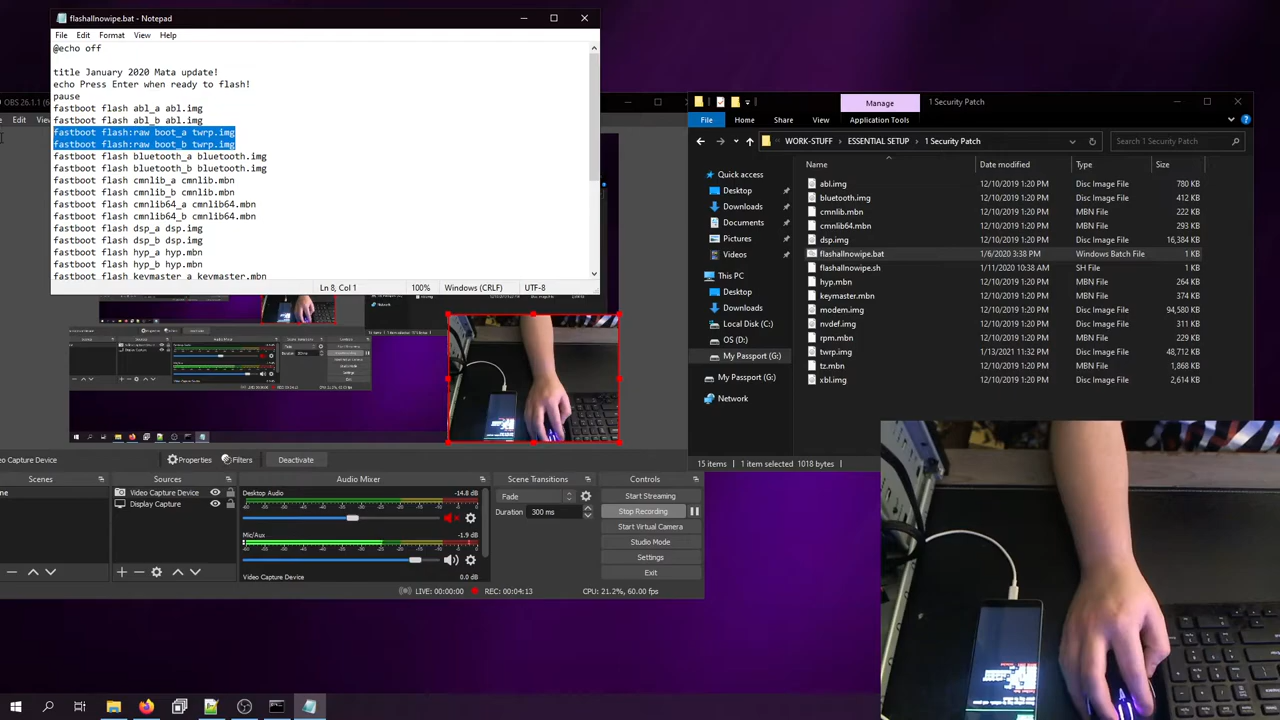 flashallnowipe.bat - Notepad
File Edit Format View Help
@echo off
title January 2020 Mata update!
echo Press Enter when ready to flash!
pause
fastboot flash abl_a abl.img
fastboot flash abl_b abl.img
fastboot flash:raw boot_a twrp.img
fastboot flash:raw boot_b twrp.img
fastboot flash bluetooth_a bluetooth.img
fastboot flash bluetooth_b bluetooth.img
fastboot flash cmnlib_a cmnlib.mbn
fastboot flash cmnlib_b cmnlib.mbn
fastboot flash cmnlib64_a cmnlib64.mbn
fastboot flash cmnlib64_b cmnlib64.mbn
fastboot flash dsp_a dsp.img
fastboot flash dsp_b dsp.img
fastboot flash hyp_a hyp.mbn
fastboot flash hyp_b hyp.mbn
fastboot flash keymaster_a keymaster.mbn
Ln 8, Col 1 100% Windows (CRLF) UTF-8
OBS 26.1.1
Edit
Manage 1 Security Patch
File Home Share View Application Tools
WORK-STUFF ESSENTIAL SETUP 1 Security Patch
Search 1 Security Patch
Quick access
Desktop
Downloads
Documents
Pictures
Videos
This PC
Desktop
Downloads
Local Disk (C:)
OS (D:)
My Passport (G:)
My Passport (G:)
Network
Name Date modified Type Size
abl.img 12/10/2019 1:20 PM Disc Image File 780 KB
bluetooth.img 12/10/2019 1:20 PM Disc Image File 412 KB
cmnlib.mbn 12/10/2019 1:20 PM MBN File 222 KB
cmnlib64.mbn 12/10/2019 1:20 PM MBN File 293 KB
dsp.img 12/10/2019 1:20 PM Disc Image File 16,384 KB
flashallnowipe.bat 1/6/2020 3:38 PM Windows Batch File 1 KB
flashallnowipe.sh 1/11/2020 10:38 AM SH File 1 KB
hyp.mbn 12/10/2019 1:20 PM MBN File 264 KB
keymaster.mbn 12/10/2019 1:20 PM MBN File 374 KB
modem.img 12/10/2019 1:20 PM Disc Image File 94,580 KB
nvdef.img 12/10/2019 1:20 PM Disc Image File 311 KB
rpm.mbn 12/10/2019 1:20 PM MBN File 229 KB
twrp.img 1/13/2021 11:32 PM Disc Image File 48,712 KB
tz.mbn 12/10/2019 1:20 PM MBN File 1,868 KB
xbl.img 12/10/2019 1:20 PM Disc Image File 2,614 KB
15 items 1 item selected 1018 bytes
Capture Device Properties Filters Deactivate
Scenes
Sources
Video Capture Device
Display Capture
Audio Mixer
Desktop Audio -14.8 dB
Mic/Aux -1.9 dB
Video Capture Device 0.0 dB
Scene Transitions
Fade
Duration 300 ms
Controls
Start Streaming
Stop Recording
Start Virtual Camera
Studio Mode
Settings
Exit
LIVE: 00:00:00 REC: 00:04:13 CPU: 21.2%, 60.00 fps